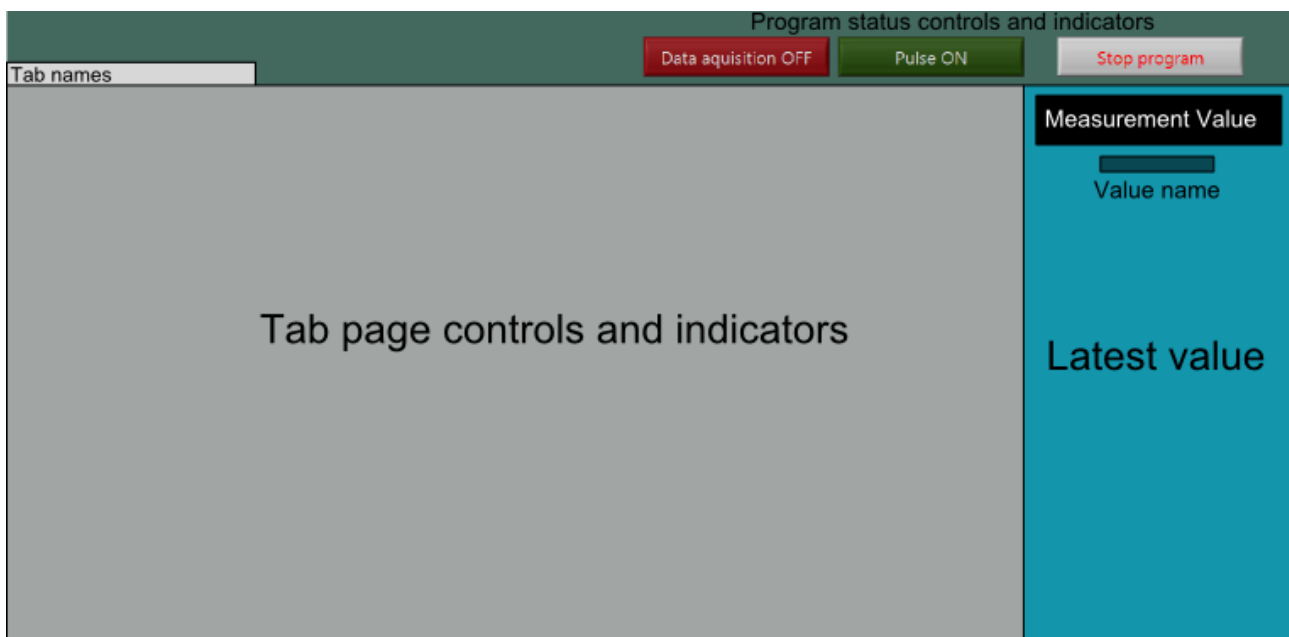 Program status controls and indicators
Data aquisition OFF
Pulse ON
Stop program
Tab names
Measurement Value
Value name
Tab page controls and indicators
Latest value